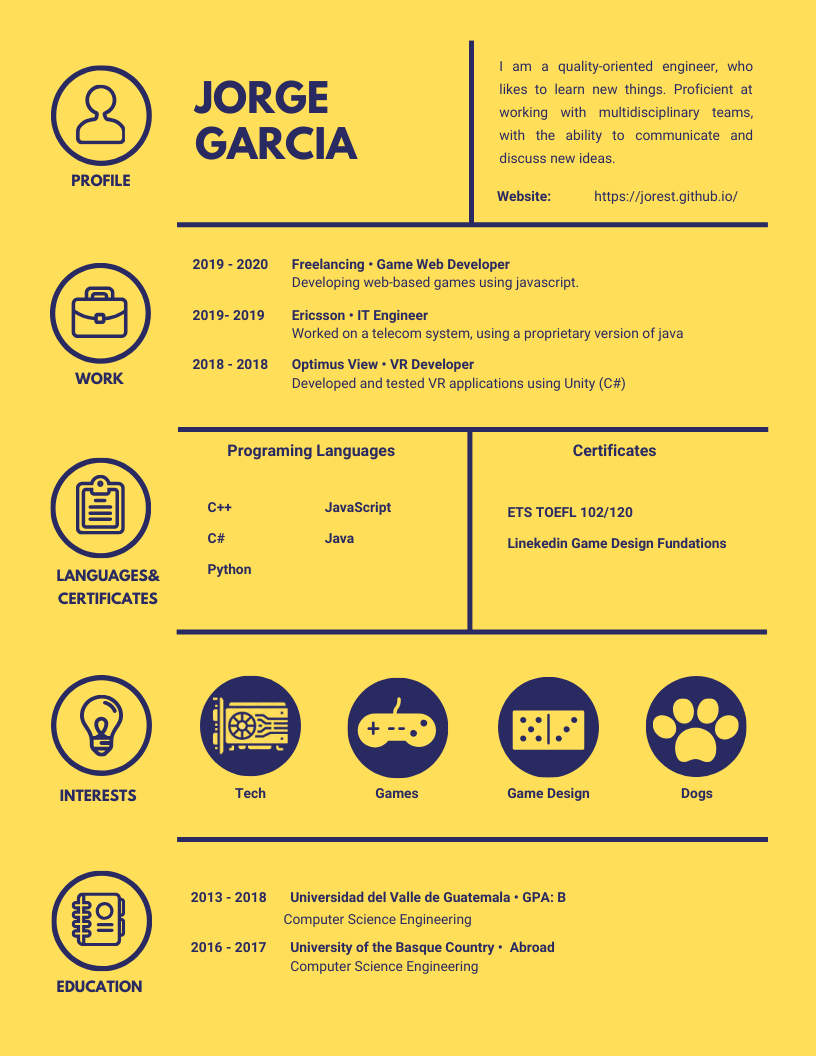 PROFILE
JORGE
GARCIA
I am a quality-oriented engineer, who
likes to learn new things. Proficient at
working with multidisciplinary teams,
with the ability to communicate and
discuss new ideas.
Website: https://jorest.github.io/
WORK
2019 - 2020 Freelancing • Game Web Developer
Developing web-based games using javascript.
2019- 2019 Ericsson • IT Engineer
Worked on a telecom system, using a proprietary version of java
2018 - 2018 Optimus View • VR Developer
Developed and tested VR applications using Unity (C#)
LANGUAGES&
CERTIFICATES
Programing Languages
C++ JavaScript
C# Java
Python
Certificates
ETS TOEFL 102/120
Linekedin Game Design Fundations
INTERESTS
Tech Games Game Design Dogs
EDUCATION
2013 - 2018 Universidad del Valle de Guatemala • GPA: B
Computer Science Engineering
2016 - 2017 University of the Basque Country • Abroad
Computer Science Engineering